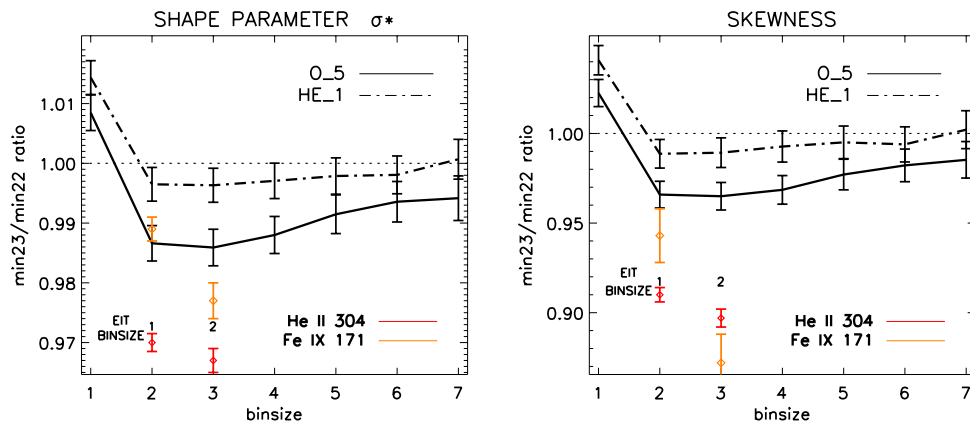 SHAPE PARAMETER σ*
min23/min22 ratio
1.01
1.00
0.99
0.98
0.97
O_5
HE_1
EIT
BINSIZE
1
2
He II 304
Fe IX 171
1 2 3 4 5 6 7
binsize
SKEWNESS
min23/min22 ratio
1.00
0.95
0.90
O_5
HE_1
EIT
BINSIZE
1
2
He II 304
Fe IX 171
1 2 3 4 5 6 7
binsize